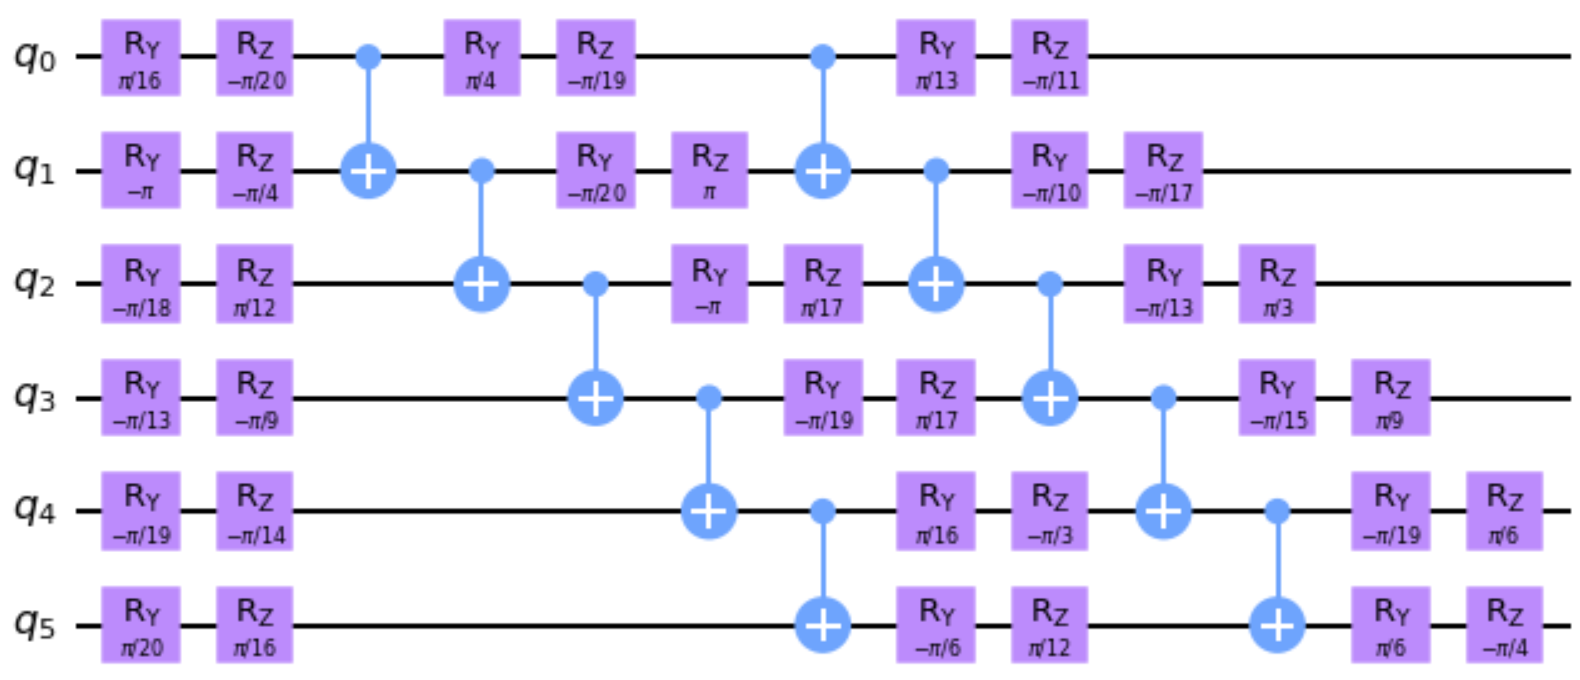 q0 RY π/16 RZ −π/20 RY π/4 RZ −π/19 RY π/13 RZ −π/11
q1 RY −π RZ −π/4 RY −π/20 RZ π RY −π/10 RZ −π/17
q2 RY −π/18 RZ π/12 RY −π RZ π/17 RY −π/13 RZ π/3
q3 RY −π/13 RZ −π/9 RY −π/19 RZ π/17 RY −π/15 RZ π/9
q4 RY −π/19 RZ −π/14 RY π/16 RZ −π/3 RY −π/19 RZ π/6
q5 RY π/20 RZ π/16 RY −π/6 RZ π/12 RY π/6 RZ −π/4